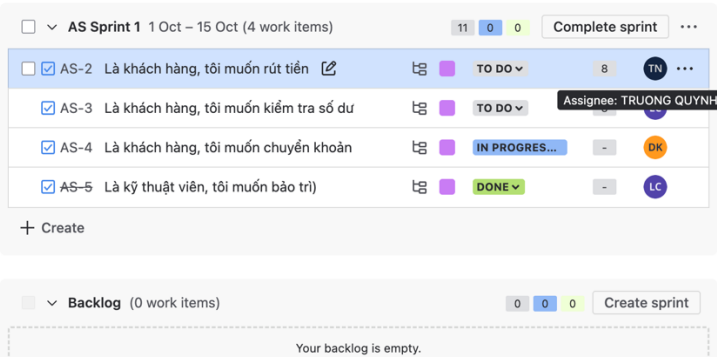 AS Sprint 1 1 Oct – 15 Oct (4 work items) 11 0 0 Complete sprint ...
AS-2 Là khách hàng, tôi muốn rút tiền TO DO 8 TN ...
Assignee: TRUONG QUYNH
AS-3 Là khách hàng, tôi muốn kiểm tra số dư TO DO
AS-4 Là khách hàng, tôi muốn chuyển khoản IN PROGRES... - DK
AS-5 Là kỹ thuật viên, tôi muốn bảo trì) DONE - LC
+ Create
Backlog (0 work items) 0 0 0 Create sprint
Your backlog is empty.